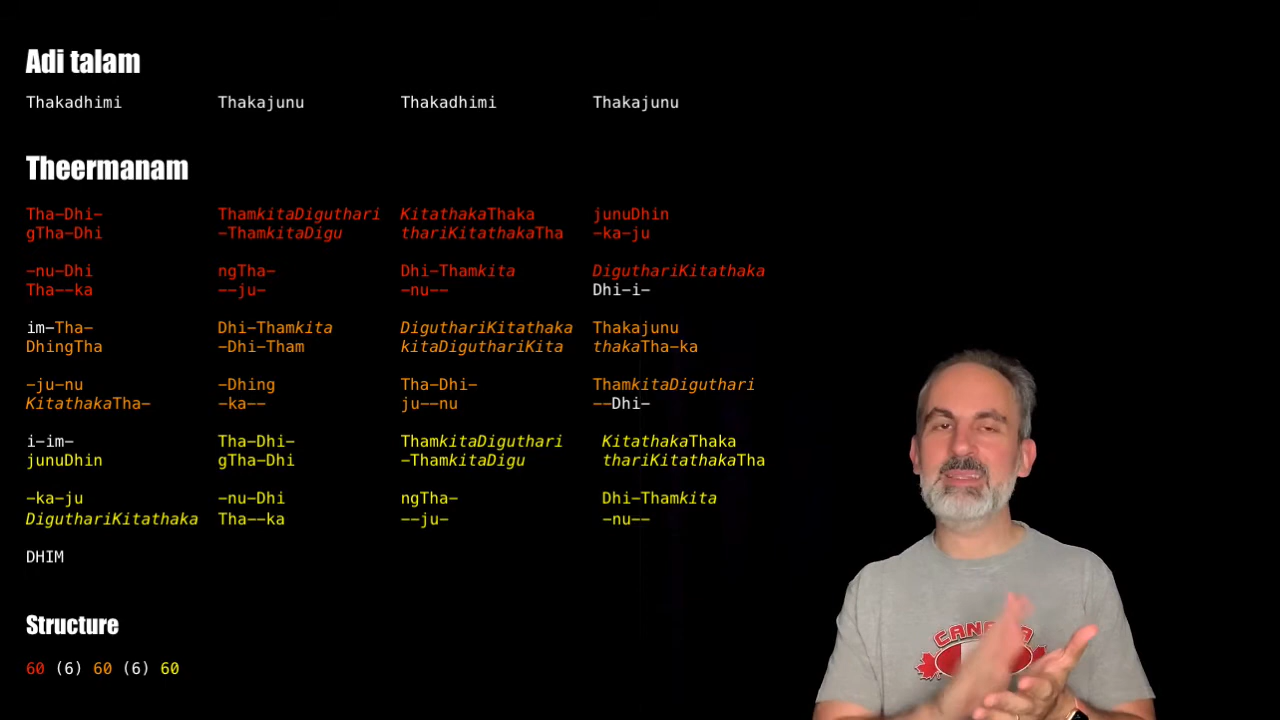 Adi talam
Thakadhimi Thakajunu Thakadhimi Thakajunu
Theermanam
Tha-Dhi- ThamkitaDiguthari KitathakaThaka junuDhin
gTha-Dhi -ThamkitaDigu thariKitathakaTha -ka-ju
-nu-Dhi ngTha- Dhi-Thamkita DiguthariKitathaka
Tha--ka --ju- -nu-- Dhi-i-
im-Tha- Dhi-Thamkita DiguthariKitathaka Thakajunu
DhingTha -Dhi-Tham kitaDiguthariKita thakaTha-ka
-ju-nu -Dhing Tha-Dhi- ThamkitaDiguthari
KitathakaTha- -ka-- ju--nu --Dhi-
i-im- Tha-Dhi- ThamkitaDiguthari KitathakaThaka
junuDhin gTha-Dhi -ThamkitaDigu thariKitathakaTha
-ka-ju -nu-Dhi ngTha- Dhi-Thamkita
DiguthariKitathaka Tha--ka --ju- -nu--
DHIM
Structure
60 (6) 60 (6) 60